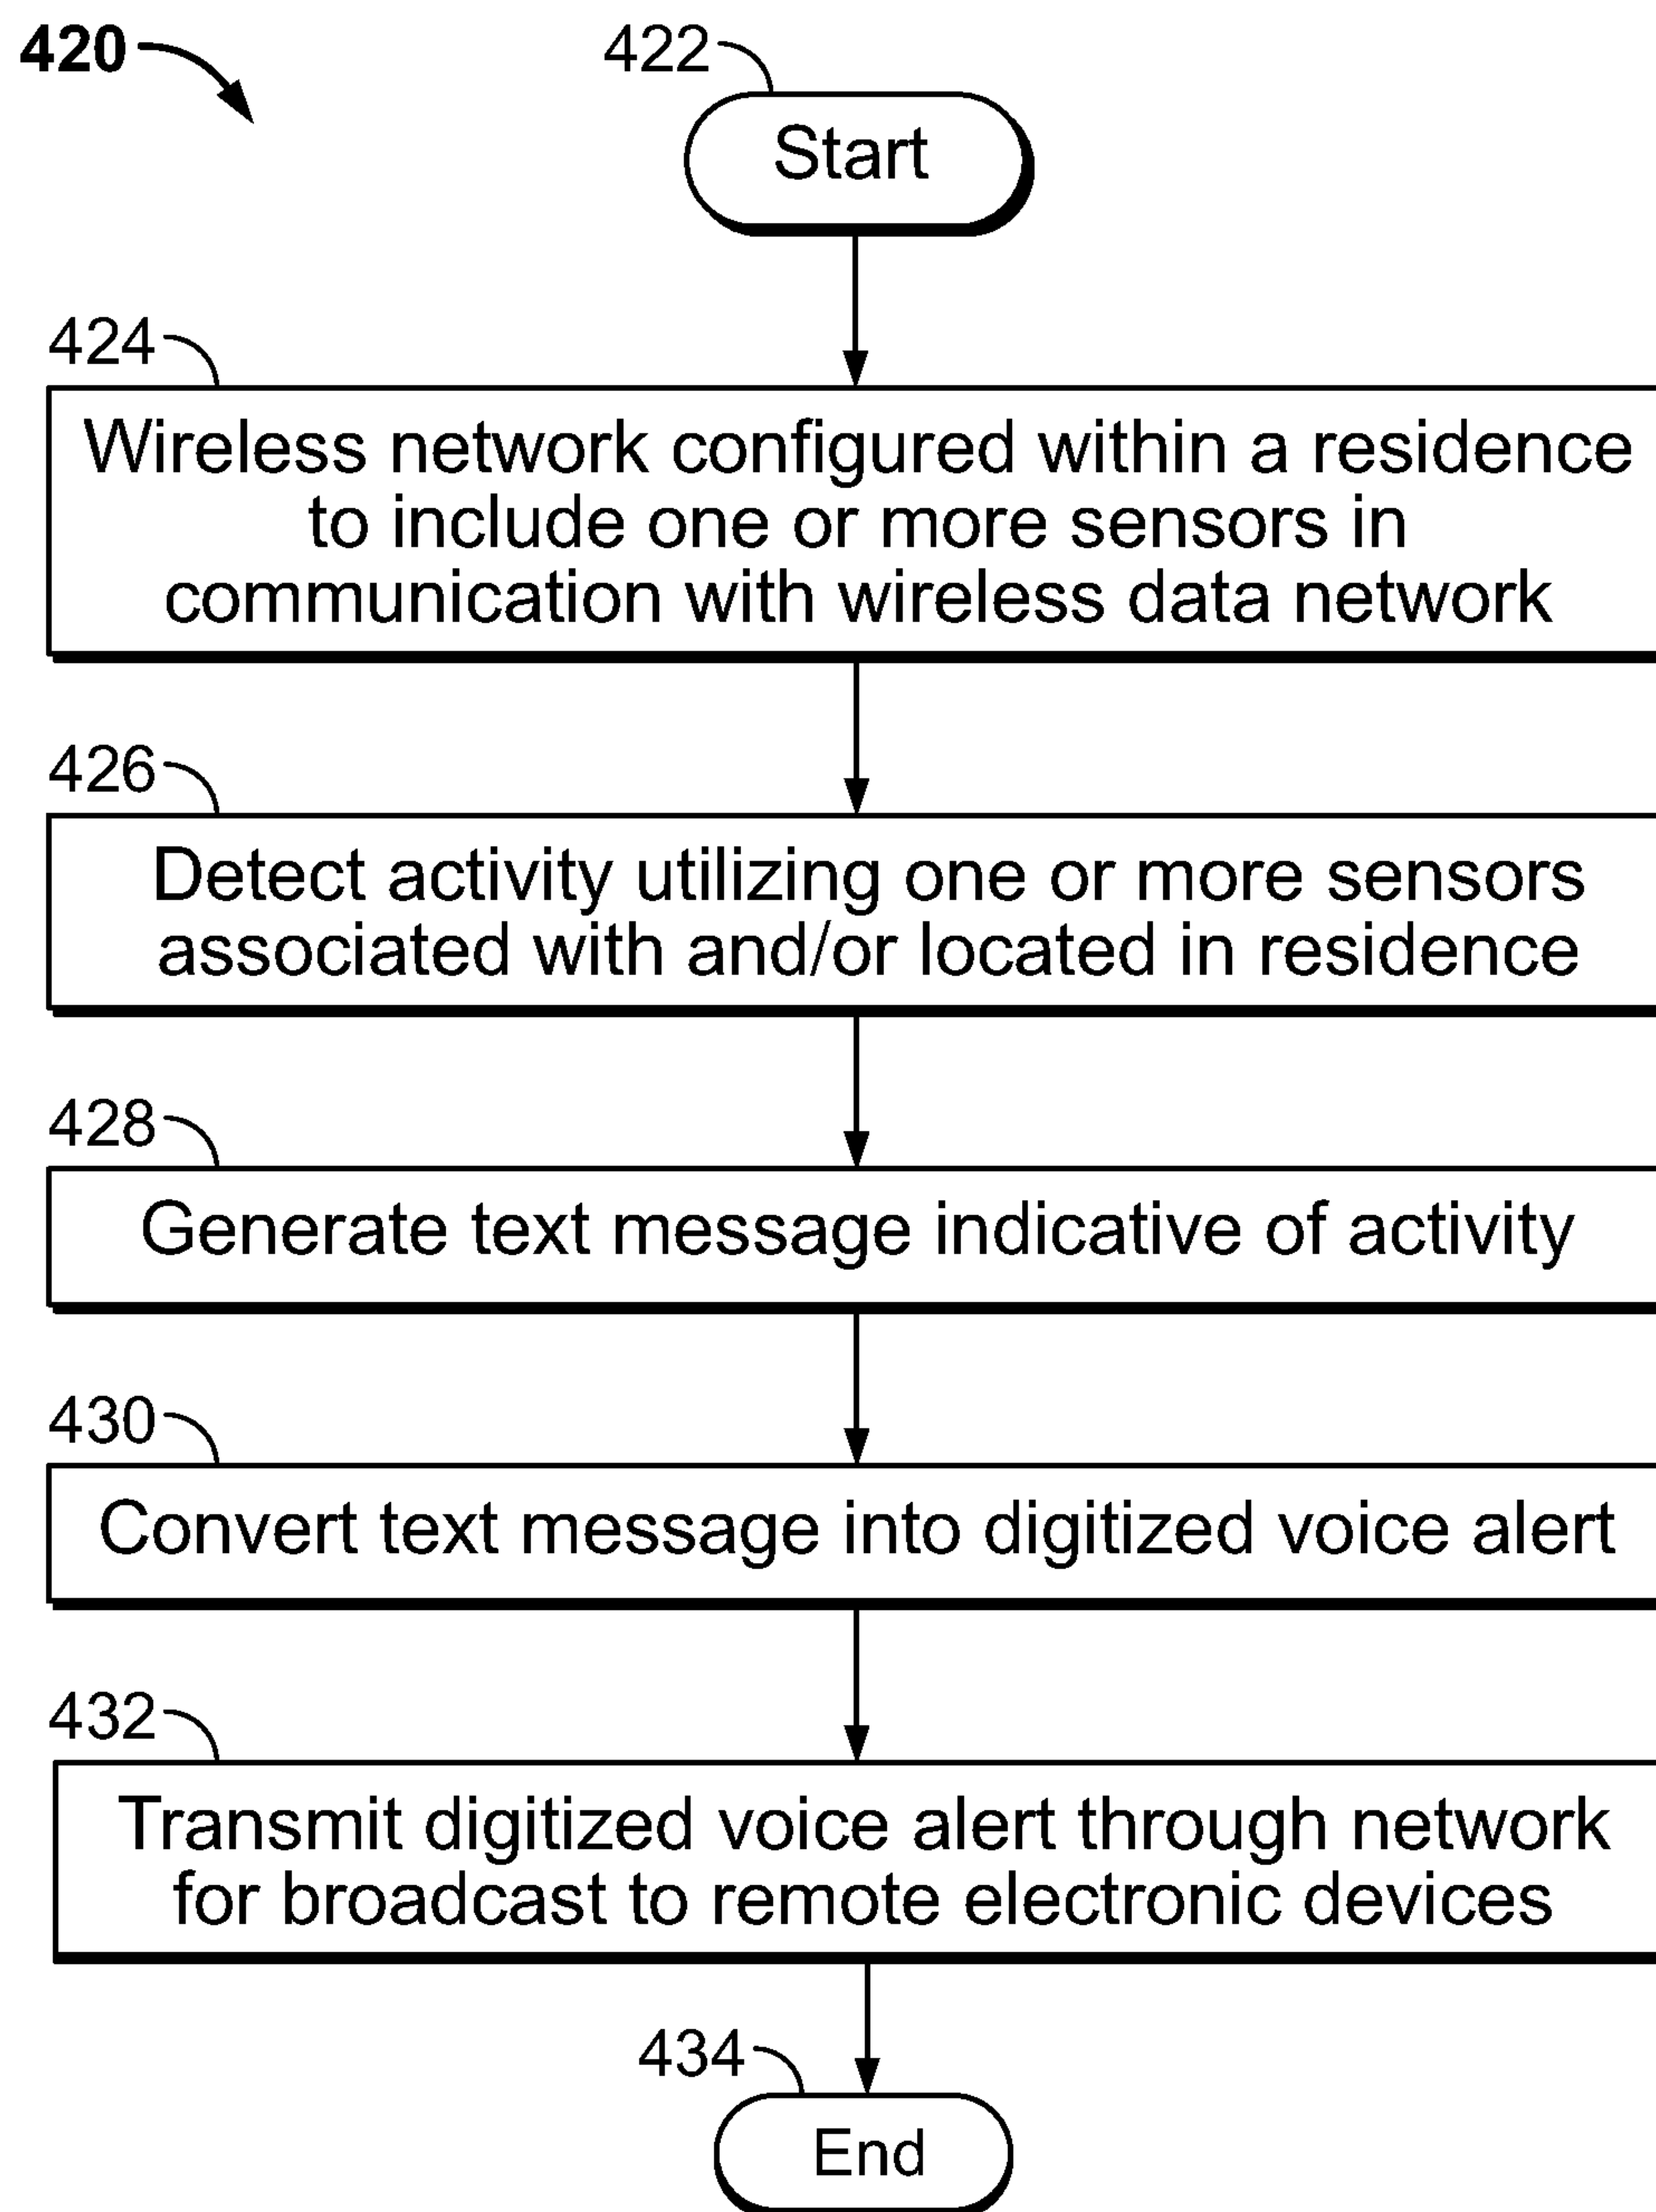 420
422
Start
424
Wireless network configured within a residence
to include one or more sensors in
communication with wireless data network
426
Detect activity utilizing one or more sensors
associated with and/or located in residence
428
Generate text message indicative of activity
430
Convert text message into digitized voice alert
432
Transmit digitized voice alert through network
for broadcast to remote electronic devices
434
End